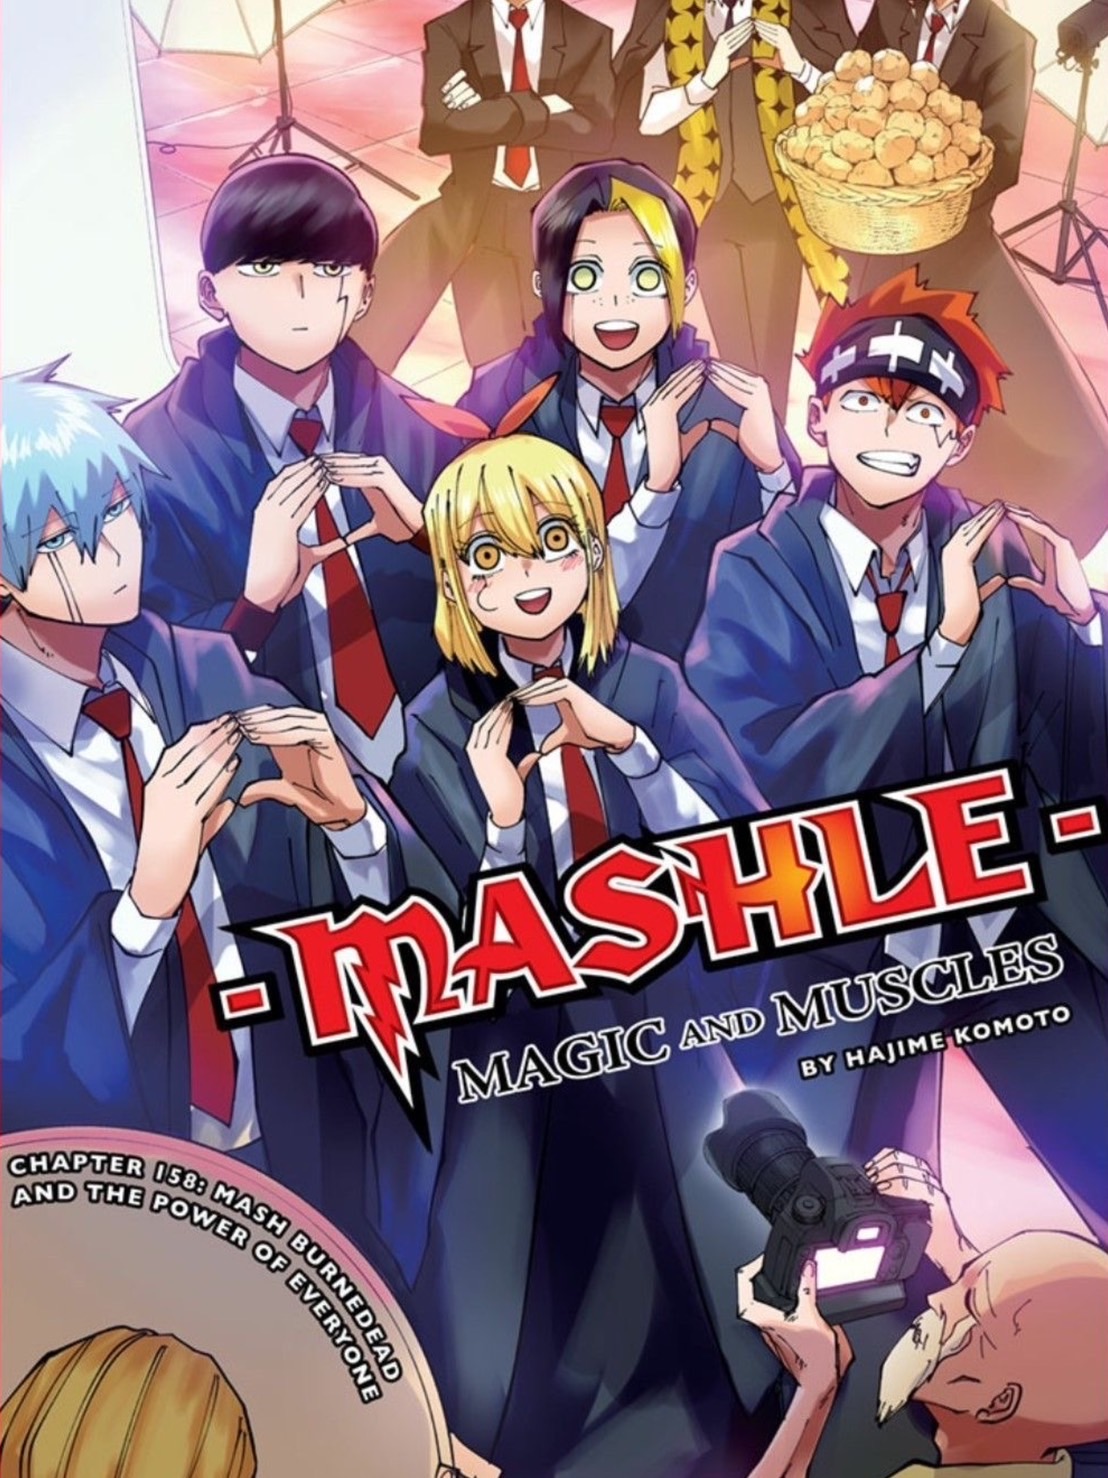 -MASHLE-
MAGIC AND MUSCLES
BY HAJIME KOMOTO
CHAPTER 158: MASH BURNEDEAD
AND THE POWER OF EVERYONE